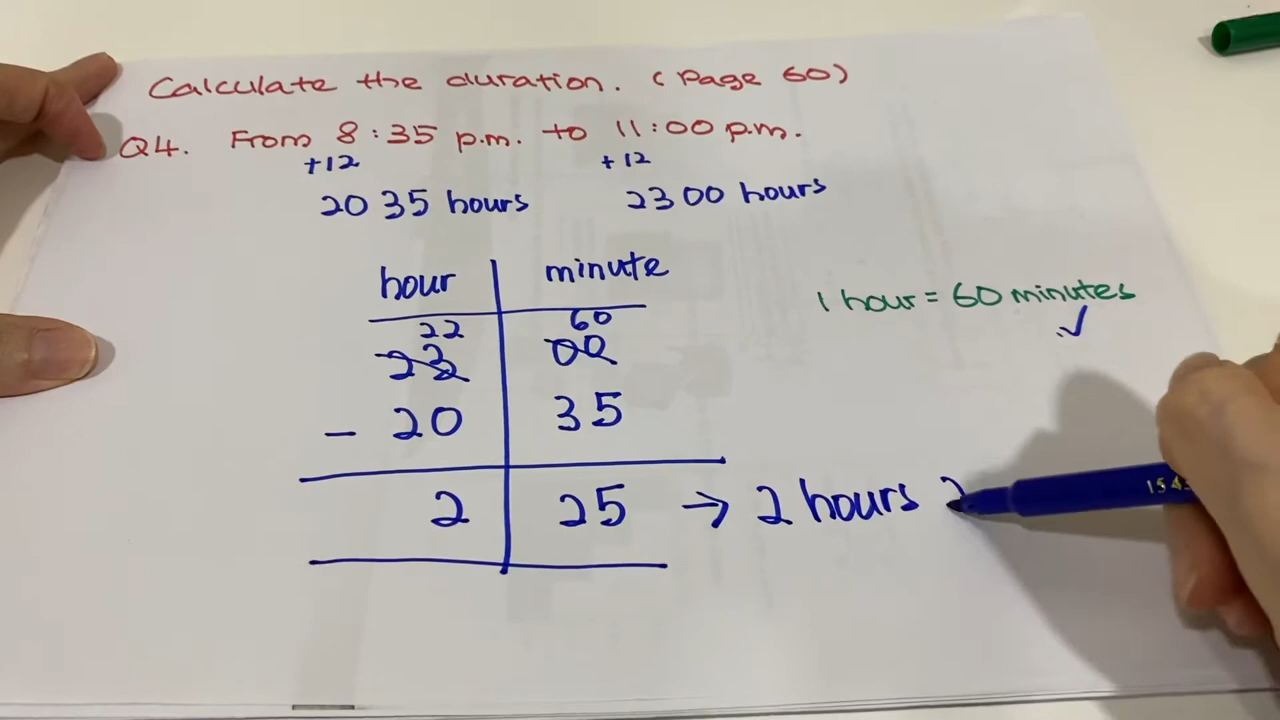 Calculate the duration. (Page 60)
Q4. From 8:35 p.m. to 11:00 p.m.
+12 +12
2035 hours 2300 hours
hour minute
1 hour = 60 minutes
22 60
23 00
- 20 35
2 25 → 2 hours 2